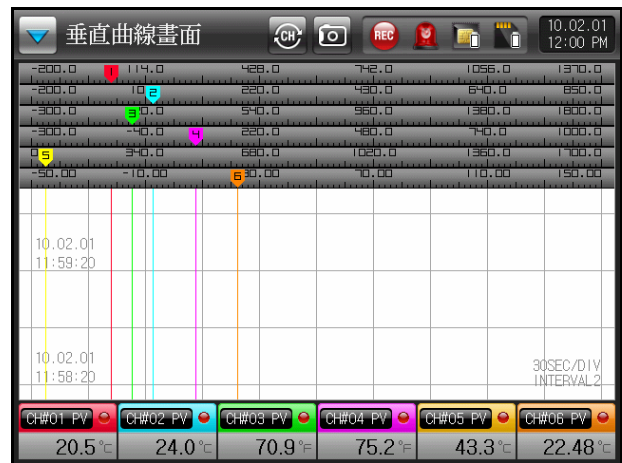 垂直曲線畫面 CH REC 10.02.01
12:00 PM
-200.0 1 114.0 428.0 742.0 1056.0 1370.0
-200.0 2 220.0 430.0 640.0 850.0
-300.0 3 540.0 960.0 1380.0 1800.0
-300.0 -40.0 4 220.0 480.0 740.0 1000.0
0 5 340.0 680.0 1020.0 1360.0 1700.0
-50.00 -10.00 6 30.00 70.00 110.00 150.00
10.02.01
11:59:20
10.02.01
11:58:20
30SEC/DIV
INTERVAL2
CH#01 PV CH#02 PV CH#03 PV CH#04 PV CH#05 PV CH#06 PV
20.5℃ 24.0℃ 70.9℉ 75.2℉ 43.3℃ 22.48℃